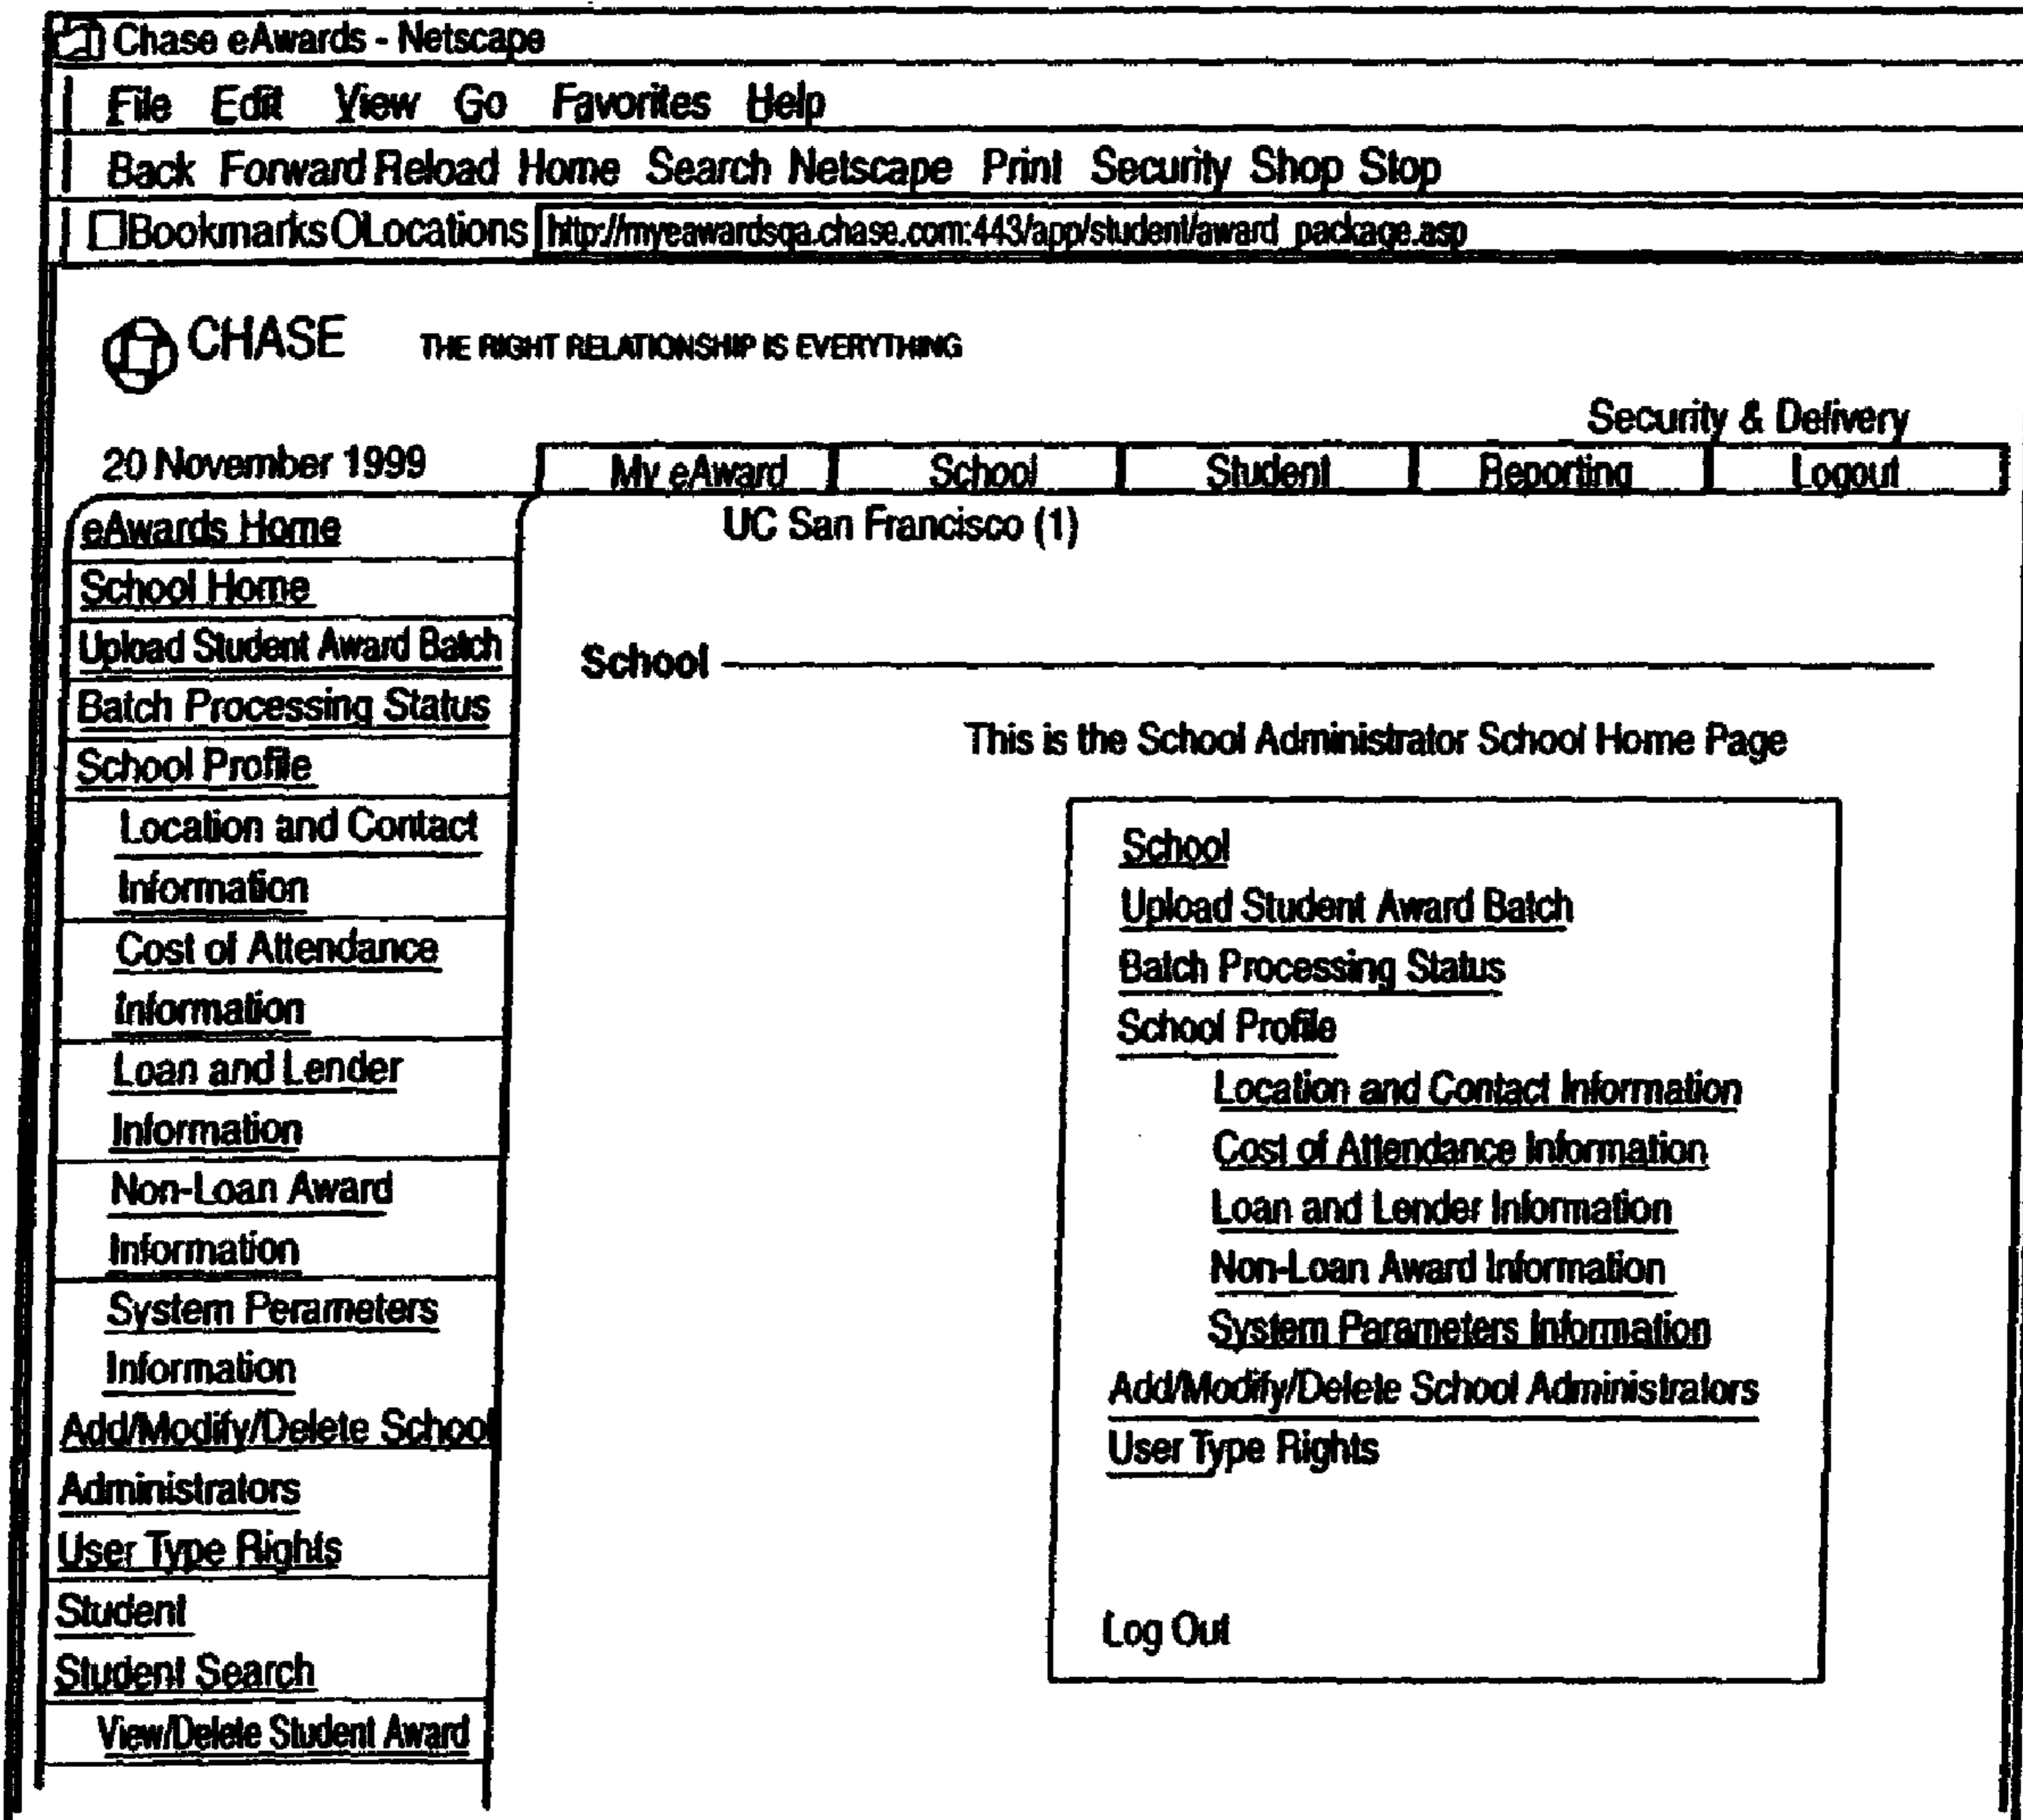 Chase eAwards - Netscape
File Edit View Go Favorites Help
Back Forward Reload Home Search Netscape Print Security Shop Stop
Bookmarks Locations http://myeawardsqa.chase.com:443/app/student/award_package.asp
CHASE THE RIGHT RELATIONSHIP IS EVERYTHING
Security & Delivery
20 November 1999 My eAward School Student Reporting Logout
eAwards Home
School Home
Upload Student Award Batch
Batch Processing Status
School Profile
Location and Contact
Information
Cost of Attendance
Information
Loan and Lender
Information
Non-Loan Award
Information
System Perameters
Information
Add/Modify/Delete School
Administrators
User Type Rights
Student
Student Search
View/Delete Student Award
UC San Francisco (1)
School
This is the School Administrator School Home Page
School
Upload Student Award Batch
Batch Processing Status
School Profile
Location and Contact Information
Cost of Attendance Information
Loan and Lender Information
Non-Loan Award Information
System Parameters Information
Add/Modify/Delete School Administrators
User Type Rights
Log Out